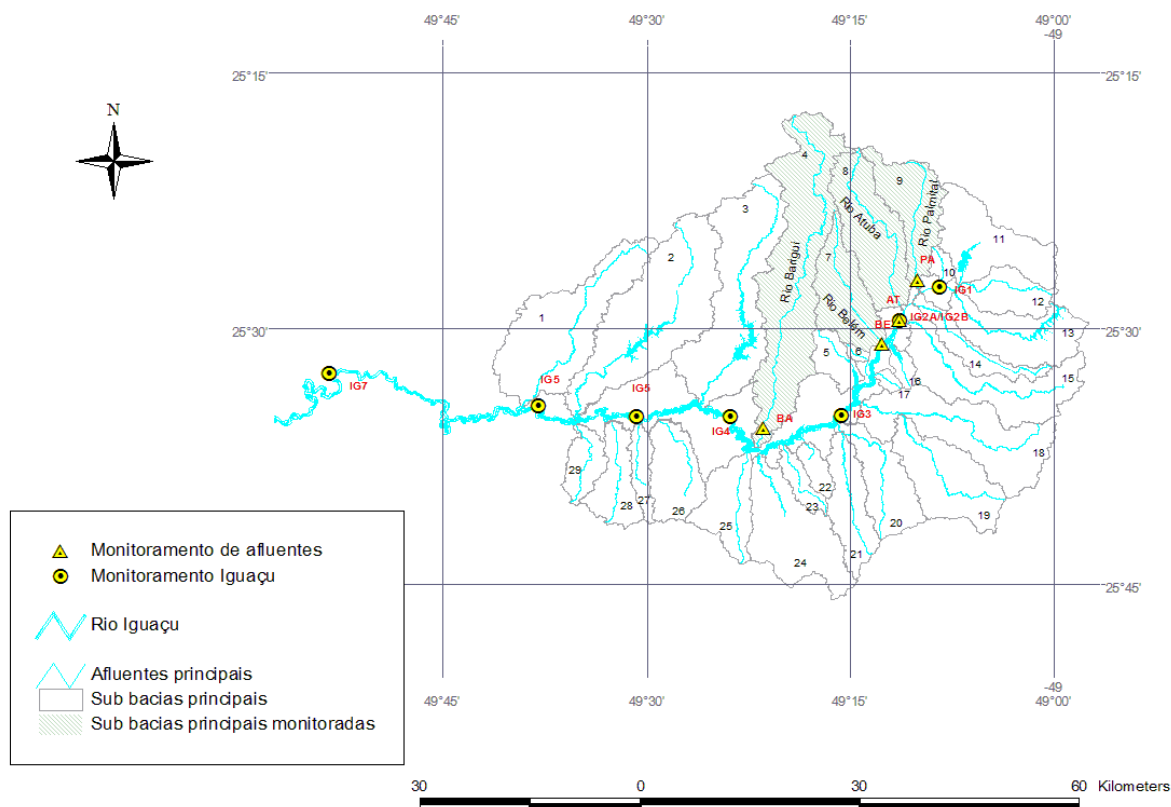 49°45' 49°30' 49°15' 49°00'
-49
25°15' 25°15'
N
4
8
9
3
Rio Palmital
Rio Atuba
11
Rio Barigui
2
7
PA
10
IG1
12
AT
1
Rio Belém
IG2A/IG2B
25°30' 25°30'
BE
13
5
6
14
15
16
IG7
IG5
IG5
17
BA
IG3
IG4
18
29
22
27
28
26
23
25
20
19
21
24
25°45' 25°45'
Monitoramento de afluentes
Monitoramento Iguaçu
Rio Iguaçu
Afluentes principais
Sub bacias principais
Sub bacias principais monitoradas
-49
49°45' 49°30' 49°15' 49°00'
30 0 30 60 Kilometers